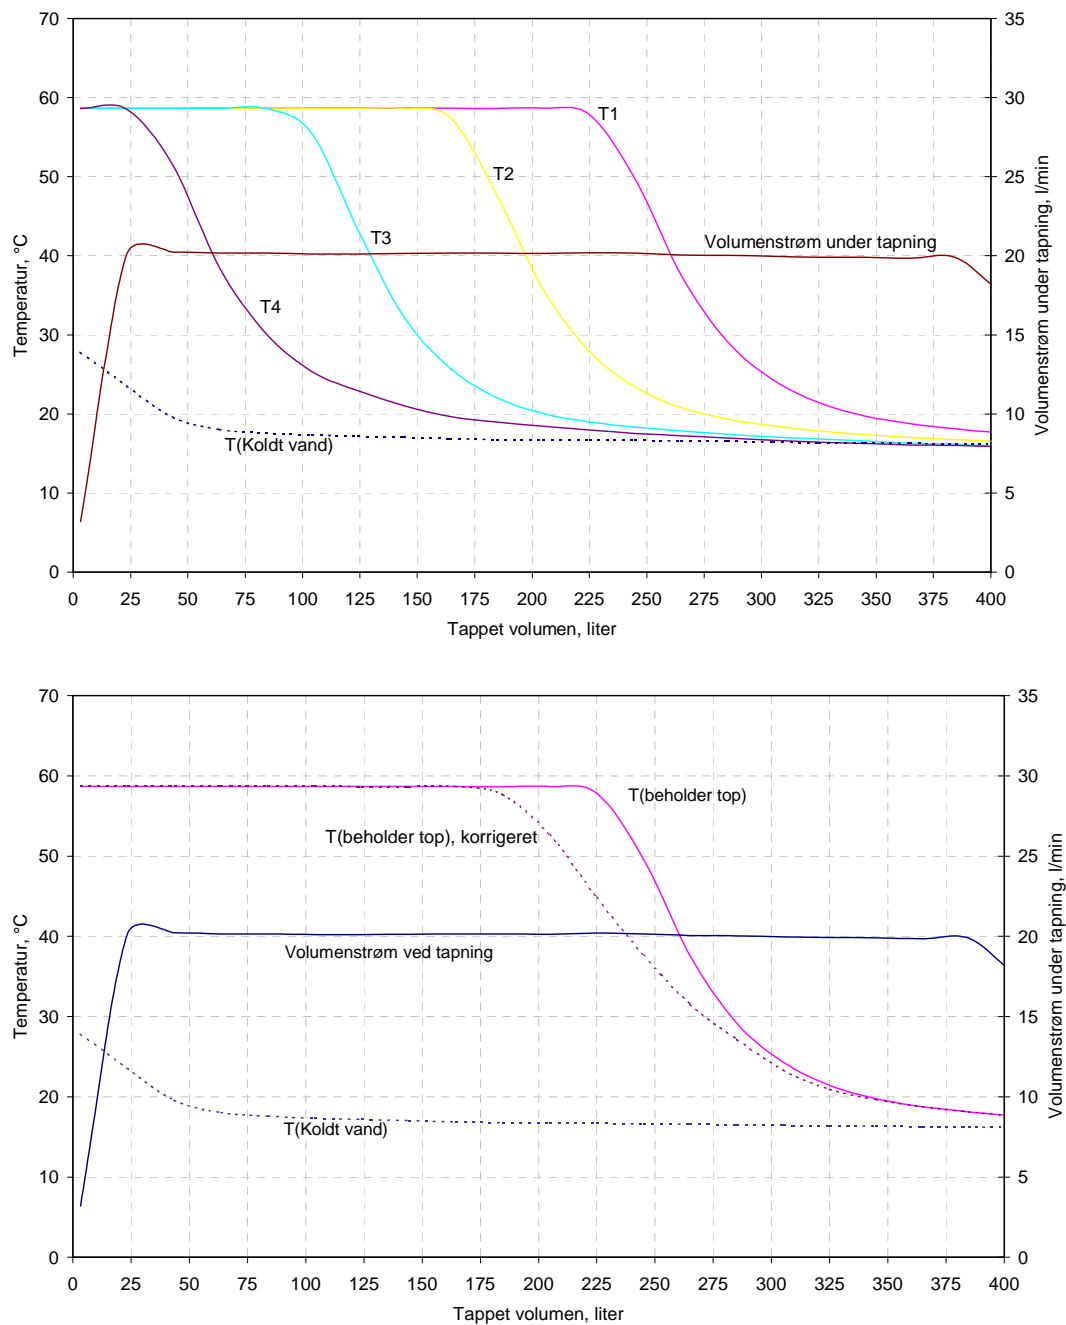 70
60
50
40
30
20
10
0
35
30
25
20
15
10
5
0
Temperatur, °C
Volumenstrøm under tapning, l/min
T1
T2
T3
T4
Volumenstrøm under tapning
T(Koldt vand)
0 25 50 75 100 125 150 175 200 225 250 275 300 325 350 375 400
Tappet volumen, liter
70
60
50
40
30
20
10
0
35
30
25
20
15
10
5
0
Temperatur, °C
Volumenstrøm under tapning, l/min
T(beholder top)
T(beholder top), korrigeret
Volumenstrøm ved tapning
T(Koldt vand)
0 25 50 75 100 125 150 175 200 225 250 275 300 325 350 375 400
Tappet volumen, liter